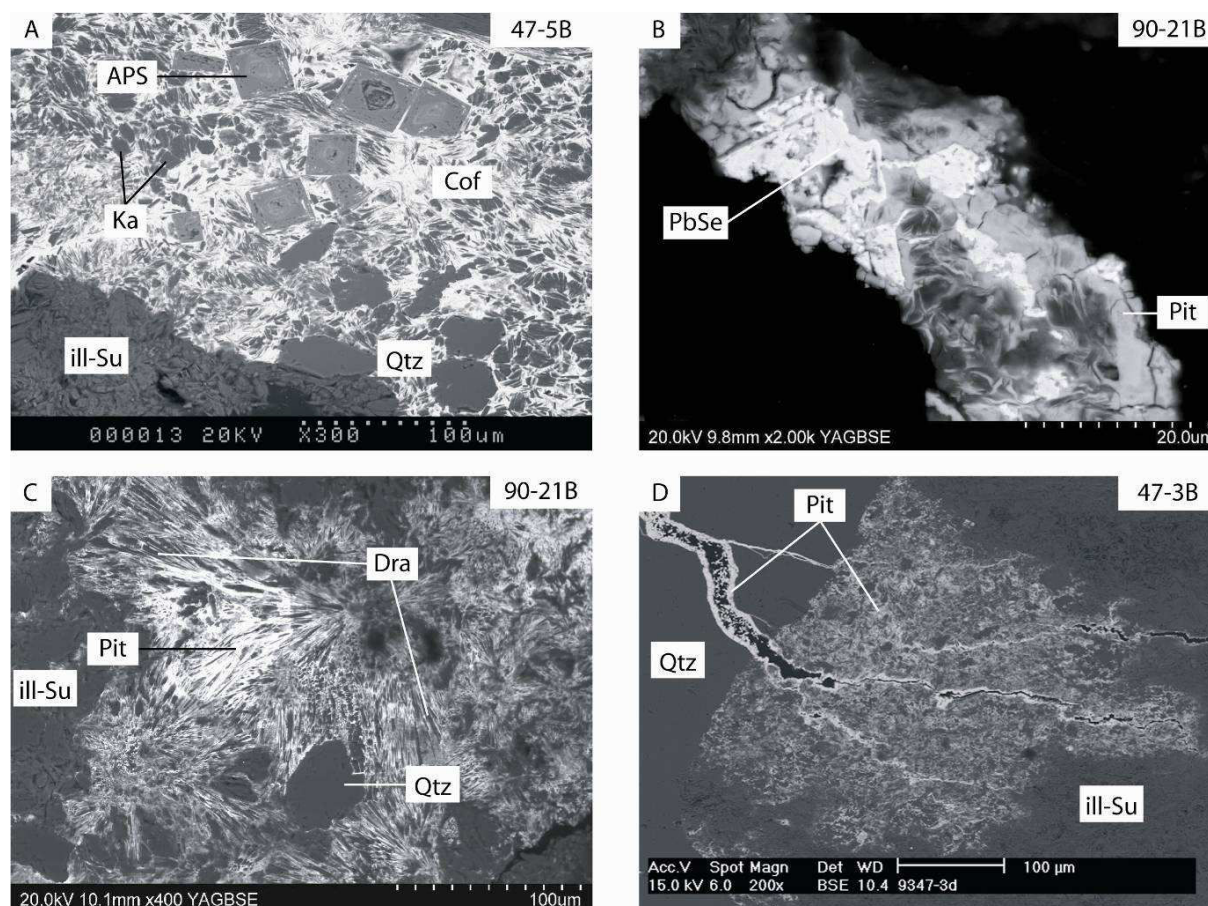 A
47-5B
APS
Cof
Ka
ill-Su
Qtz
000013 20KV X300 100um
B
90-21B
PbSe
Pit
20.0kV 9.8mm x2.00k YAGBSE 20.0um
C
90-21B
Dra
Pit
ill-Su
Qtz
20.0kV 10.1mm x400 YAGBSE 100um
D
47-3B
Pit
Qtz
ill-Su
Acc.V Spot Magn Det WD 100 µm
15.0 kV 6.0 200x BSE 10.4 9347-3d